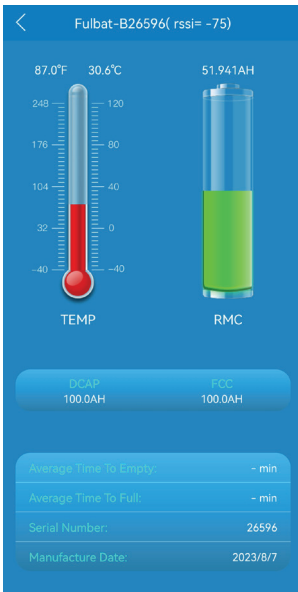 Fulbat-B26596( rssi= -75)
87.0°F 30.6°C 51.941AH
248 120
176 80
104 40
32 0
-40 -40
TEMP RMC
DCAP FCC
100.0AH 100.0AH
Average Time To Empty: - min
Average Time To Full: - min
Serial Number: 26596
Manufacture Date: 2023/8/7